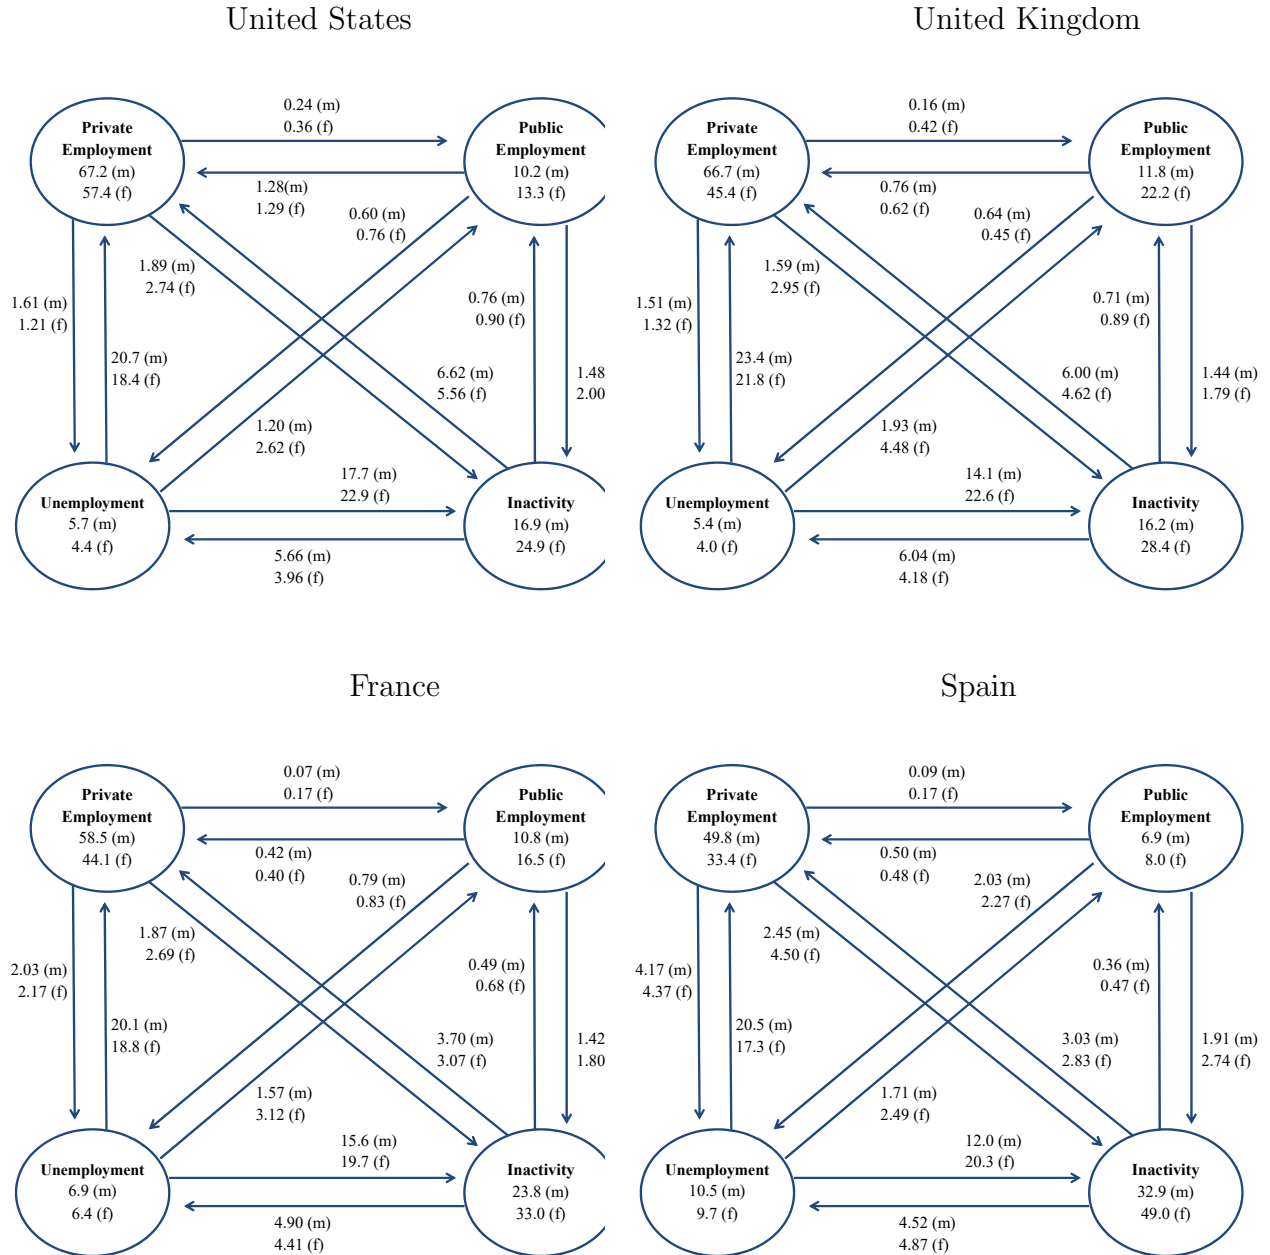 United States
0.24 (m)
0.36 (f)
Private
Employment
67.2 (m)
57.4 (f)
Public
Employment
10.2 (m)
13.3 (f)
1.28(m)
1.29 (f)
0.60 (m)
0.76 (f)
1.89 (m)
2.74 (f)
1.61 (m)
1.21 (f)
0.76 (m)
0.90 (f)
20.7 (m)
18.4 (f)
6.62 (m)
5.56 (f)
1.48
2.00
1.20 (m)
2.62 (f)
17.7 (m)
22.9 (f)
Unemployment
5.7 (m)
4.4 (f)
Inactivity
16.9 (m)
24.9 (f)
5.66 (m)
3.96 (f)
United Kingdom
0.16 (m)
0.42 (f)
Private
Employment
66.7 (m)
45.4 (f)
Public
Employment
11.8 (m)
22.2 (f)
0.76 (m)
0.62 (f)
0.64 (m)
0.45 (f)
1.59 (m)
2.95 (f)
1.51 (m)
1.32 (f)
0.71 (m)
0.89 (f)
23.4 (m)
21.8 (f)
6.00 (m)
4.62 (f)
1.44 (m)
1.79 (f)
1.93 (m)
4.48 (f)
14.1 (m)
22.6 (f)
Unemployment
5.4 (m)
4.0 (f)
Inactivity
16.2 (m)
28.4 (f)
6.04 (m)
4.18 (f)
France
0.07 (m)
0.17 (f)
Private
Employment
58.5 (m)
44.1 (f)
Public
Employment
10.8 (m)
16.5 (f)
0.42 (m)
0.40 (f)
0.79 (m)
0.83 (f)
1.87 (m)
2.69 (f)
2.03 (m)
2.17 (f)
0.49 (m)
0.68 (f)
20.1 (m)
18.8 (f)
3.70 (m)
3.07 (f)
1.42
1.80
1.57 (m)
3.12 (f)
15.6 (m)
19.7 (f)
Unemployment
6.9 (m)
6.4 (f)
Inactivity
23.8 (m)
33.0 (f)
4.90 (m)
4.41 (f)
Spain
0.09 (m)
0.17 (f)
Private
Employment
49.8 (m)
33.4 (f)
Public
Employment
6.9 (m)
8.0 (f)
0.50 (m)
0.48 (f)
2.03 (m)
2.27 (f)
2.45 (m)
4.50 (f)
4.17 (m)
4.37 (f)
0.36 (m)
0.47 (f)
20.5 (m)
17.3 (f)
3.03 (m)
2.83 (f)
1.91 (m)
2.74 (f)
1.71 (m)
2.49 (f)
12.0 (m)
20.3 (f)
Unemployment
10.5 (m)
9.7 (f)
Inactivity
32.9 (m)
49.0 (f)
4.52 (m)
4.87 (f)